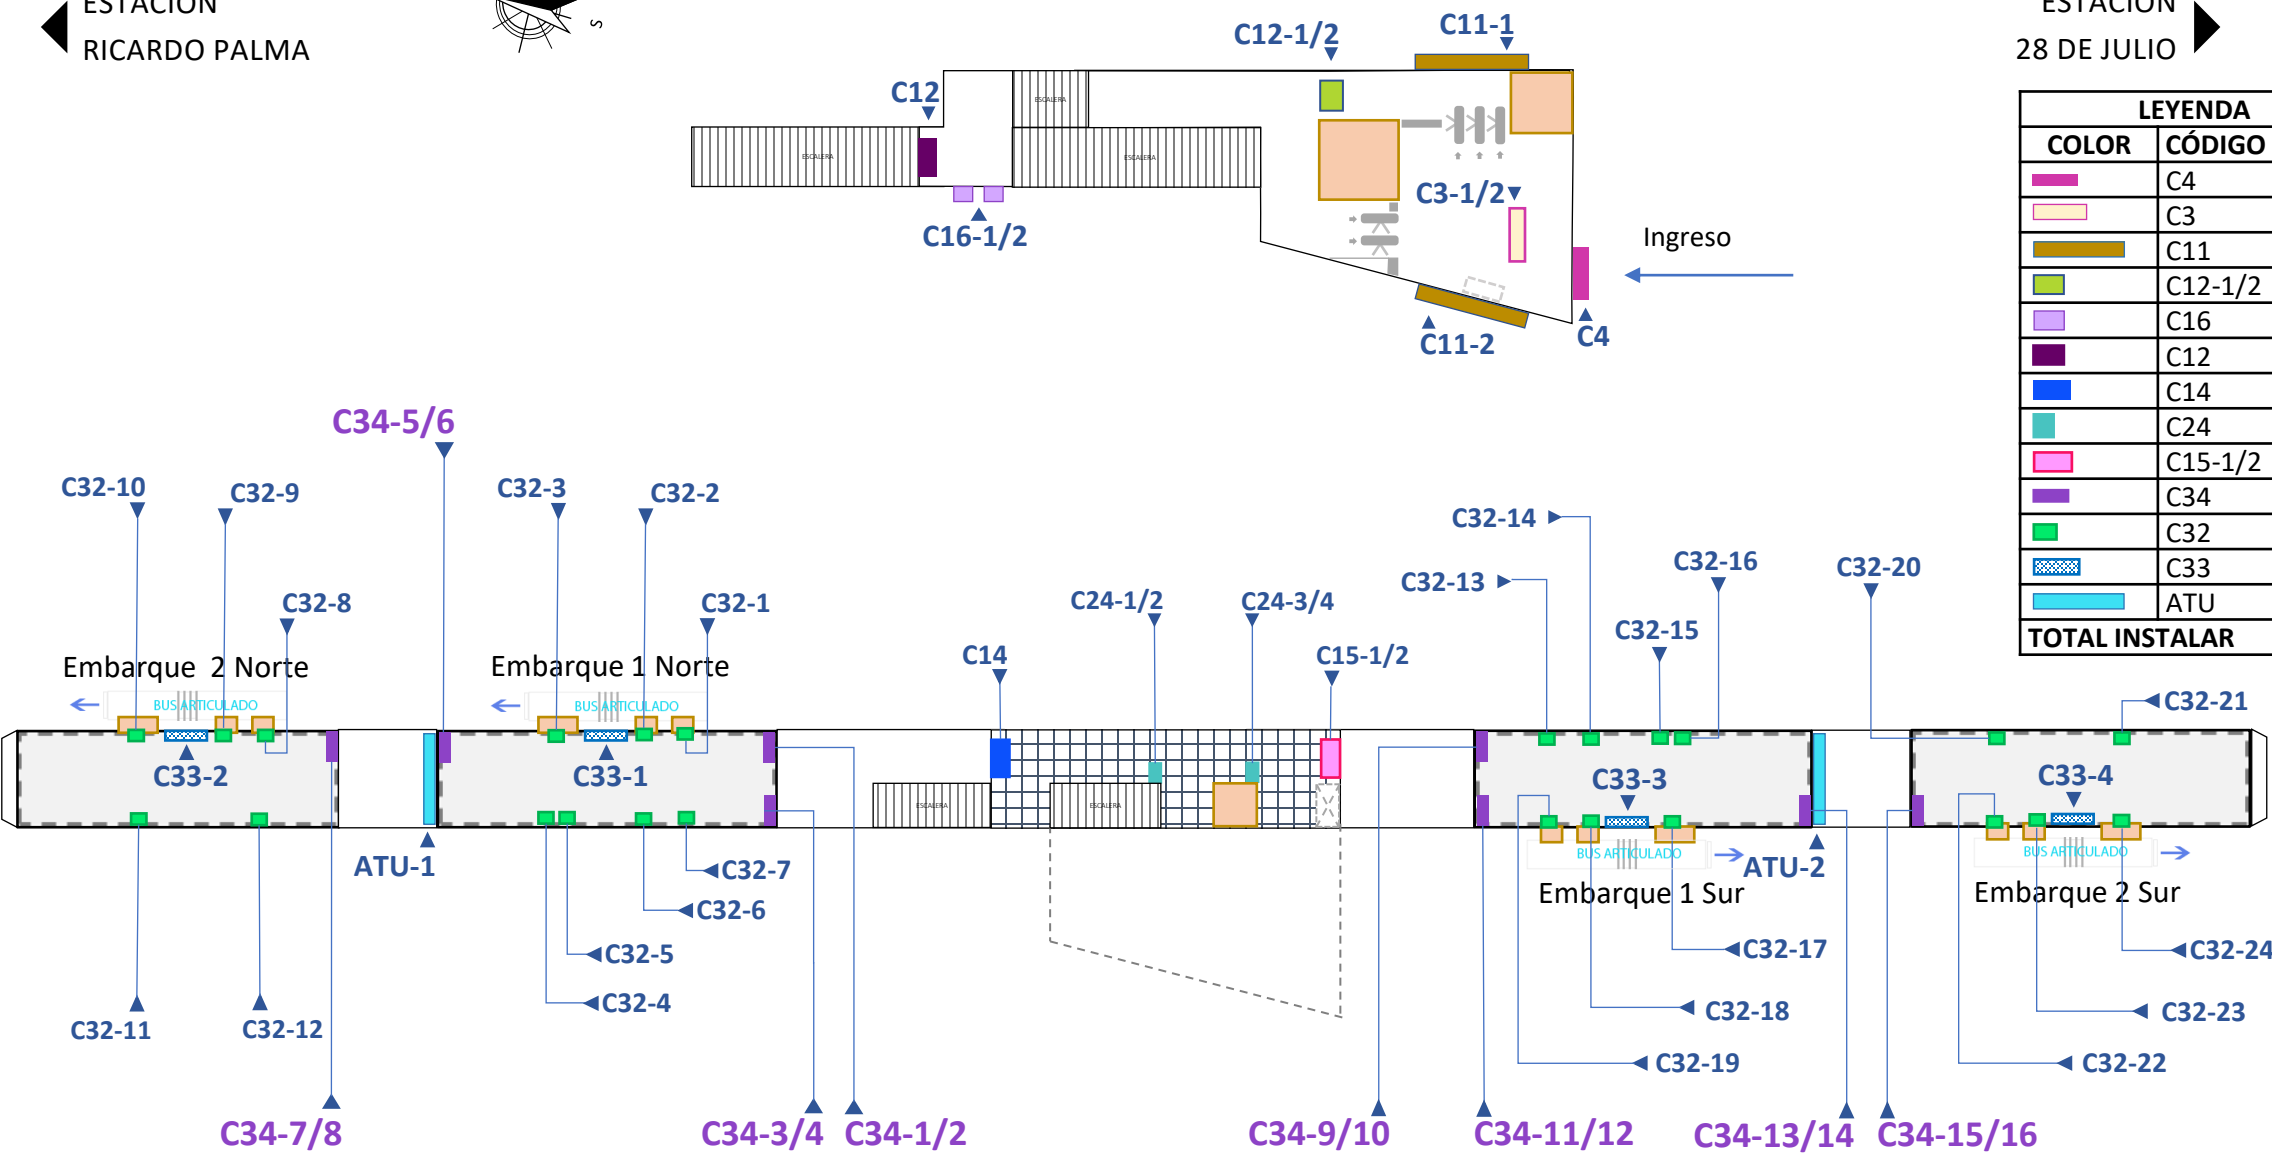 ESTACIÓN
RICARDO PALMA
S
ESTACIÓN
28 DE JULIO
C12-1/2
C11-1
C12
ESCALERA
ESCALERA
ESCALERA
C3-1/2
C16-1/2
Ingreso
C11-2
C4
LEYENDA
COLOR CÓDIGO
C4
C3
C11
C12-1/2
C16
C12
C14
C24
C15-1/2
C34
C32
C33
ATU
TOTAL INSTALAR
C34-5/6
C32-10
C32-9
C32-3
C32-2
C32-8
C32-1
C32-14
C32-13
C32-16
C32-20
C24-1/2
C24-3/4
C32-15
C14
C15-1/2
Embarque 2 Norte
Embarque 1 Norte
BUS ARTICULADO
BUS ARTICULADO
C32-21
C33-2
C33-1
C33-3
C33-4
ESCALERA
ESCALERA
ATU-1
C32-7
C32-6
C32-5
C32-4
BUS ARTICULADO
BUS ARTICULADO
ATU-2
Embarque 1 Sur
Embarque 2 Sur
C32-17
C32-24
C32-18
C32-23
C32-19
C32-22
C32-11
C32-12
C34-7/8
C34-3/4
C34-1/2
C34-9/10
C34-11/12
C34-13/14
C34-15/16